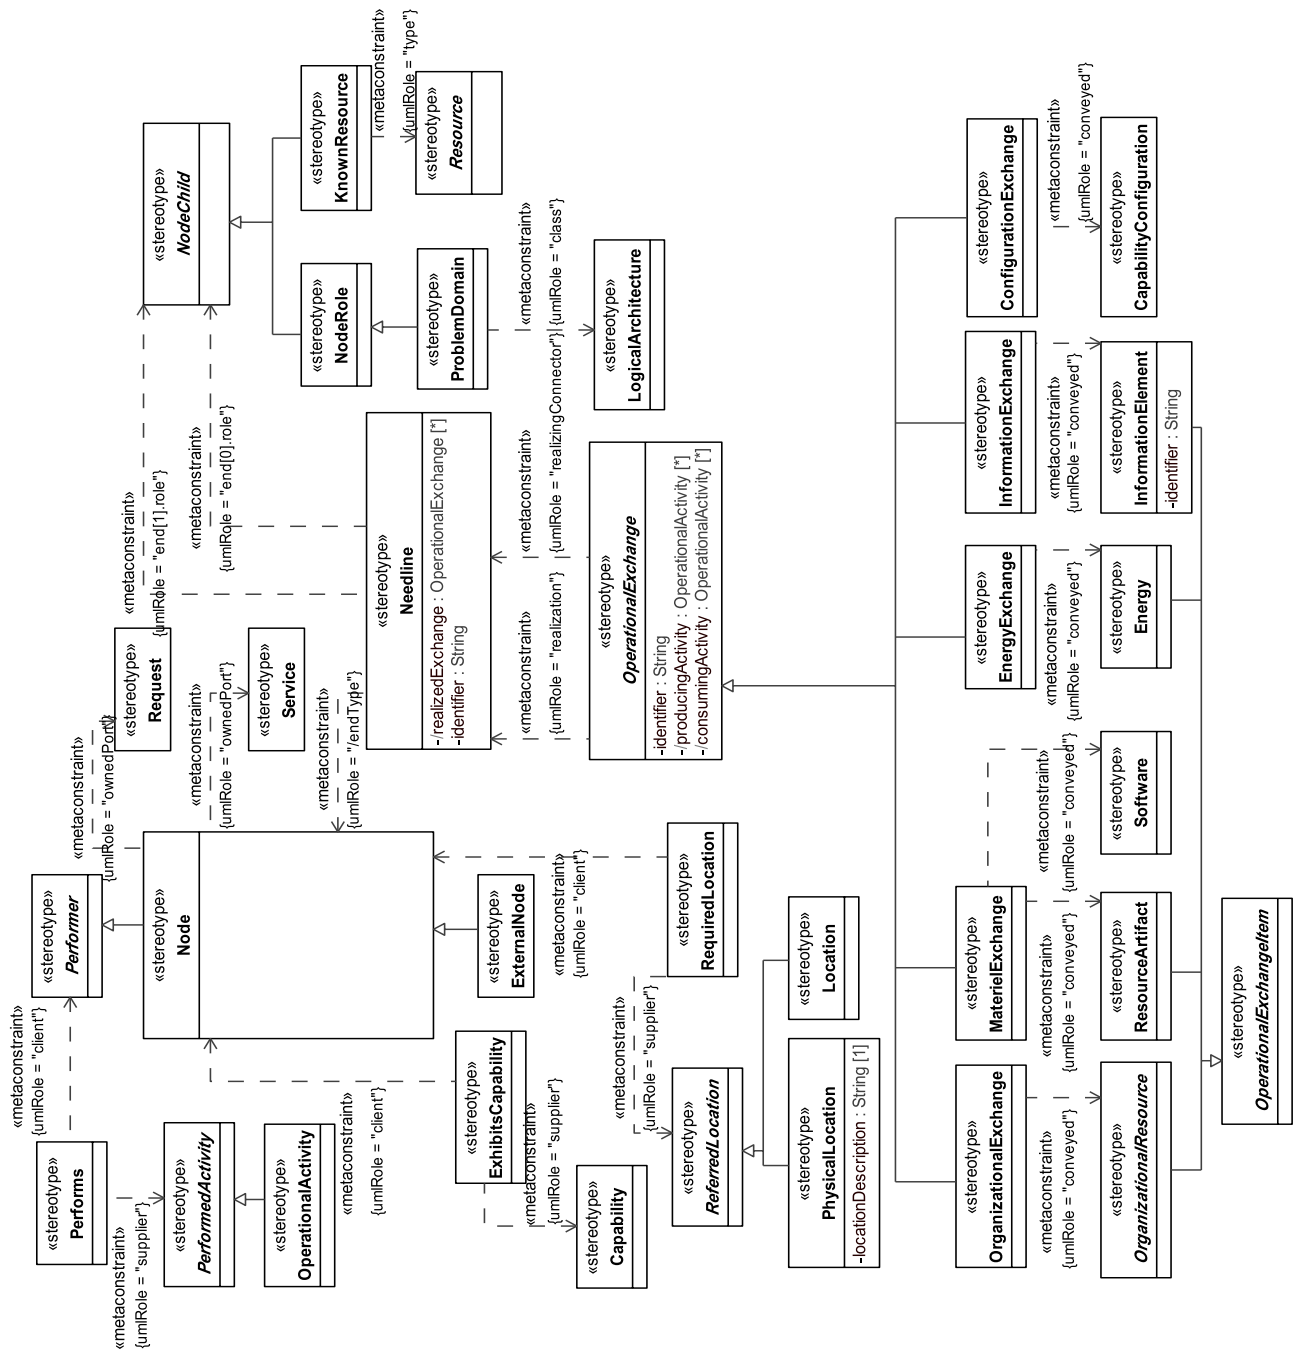 «metaconstraint»
{umlRole = "supplier"}
«stereotype»
Performs
«metaconstraint»
{umlRole = "client"}
«stereotype»
Performer
«metaconstraint»
{umlRole = "ownedPort"}
«stereotype»
Request
«metaconstraint»
{umlRole = "end[1].role"}
«stereotype»
NodeChild
«stereotype»
PerformedActivity
«stereotype»
OperationalActivity
«stereotype»
Node
«metaconstraint»
{umlRole = "ownedPort"}
«stereotype»
Service
«metaconstraint»
{umlRole = "end[0].role"}
«stereotype»
NodeRole
«stereotype»
KnownResource
«metaconstraint»
{umlRole = "type"}
«stereotype»
Resource
«metaconstraint»
{umlRole = "client"}
«metaconstraint»
{umlRole = "/endType"}
«stereotype»
Needline
-/realizedExchange : OperationalExchange [*]
-identifier : String
«stereotype»
ProblemDomain
«metaconstraint»
{umlRole = "class"}
«stereotype»
LogicalArchitecture
«stereotype»
ExhibitsCapability
«metaconstraint»
{umlRole = "supplier"}
«stereotype»
Capability
«stereotype»
ExternalNode
«metaconstraint»
{umlRole = "client"}
«metaconstraint»
{umlRole = "realization"}
«metaconstraint»
{umlRole = "realizingConnector"}
«metaconstraint»
{umlRole = "supplier"}
«stereotype»
RequiredLocation
«stereotype»
OperationalExchange
-identifier : String
-/producingActivity : OperationalActivity [*]
-/consumingActivity : OperationalActivity [*]
«stereotype»
ReferredLocation
«stereotype»
PhysicalLocation
-locationDescription : String [1]
«stereotype»
Location
«stereotype»
OrganizationalExchange
«stereotype»
MaterielExchange
«stereotype»
EnergyExchange
«stereotype»
InformationExchange
«stereotype»
ConfigurationExchange
«metaconstraint»
{umlRole = "conveyed"}
«metaconstraint»
{umlRole = "conveyed"}
«metaconstraint»
{umlRole = "conveyed"}
«metaconstraint»
{umlRole = "conveyed"}
«metaconstraint»
{umlRole = "conveyed"}
«metaconstraint»
{umlRole = "conveyed"}
«stereotype»
OrganizationalResource
«stereotype»
ResourceArtifact
«stereotype»
Software
«stereotype»
Energy
«stereotype»
InformationElement
-identifier : String
«stereotype»
CapabilityConfiguration
«stereotype»
OperationalExchangeItem